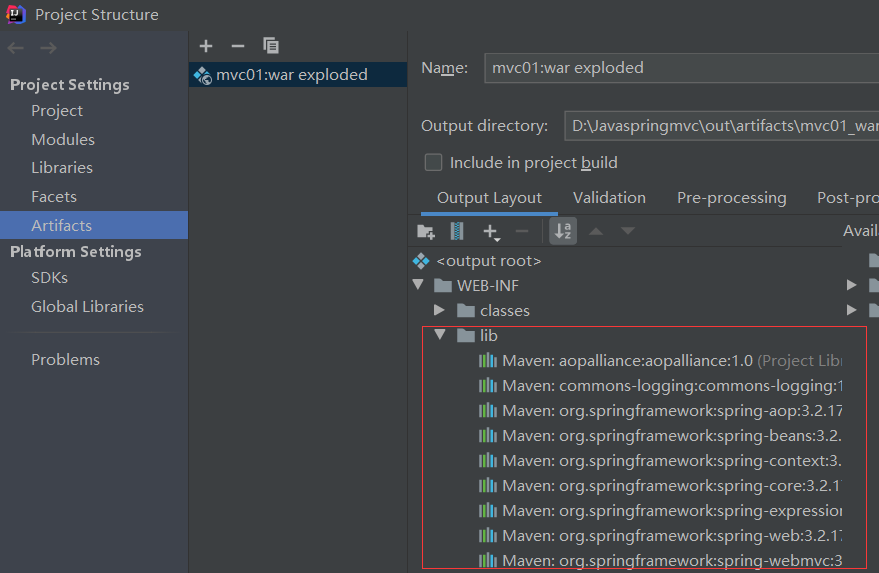 Project Structure
Project Settings
Project
Modules
Libraries
Facets
Artifacts
Platform Settings
SDKs
Global Libraries
Problems
mvc01:war exploded
Name: mvc01:war exploded
Output directory: D:\Javaspringmvc\out\artifacts\mvc01_war
Include in project build
Output Layout Validation Pre-processing Post-pro
Avail
<output root>
WEB-INF
classes
lib
Maven: aopalliance:aopalliance:1.0 (Project Lib
Maven: commons-logging:commons-logging:1
Maven: org.springframework:spring-aop:3.2.17
Maven: org.springframework:spring-beans:3.2.
Maven: org.springframework:spring-context:3.
Maven: org.springframework:spring-core:3.2.17
Maven: org.springframework:spring-expression
Maven: org.springframework:spring-web:3.2.17
Maven: org.springframework:spring-webmvc:3